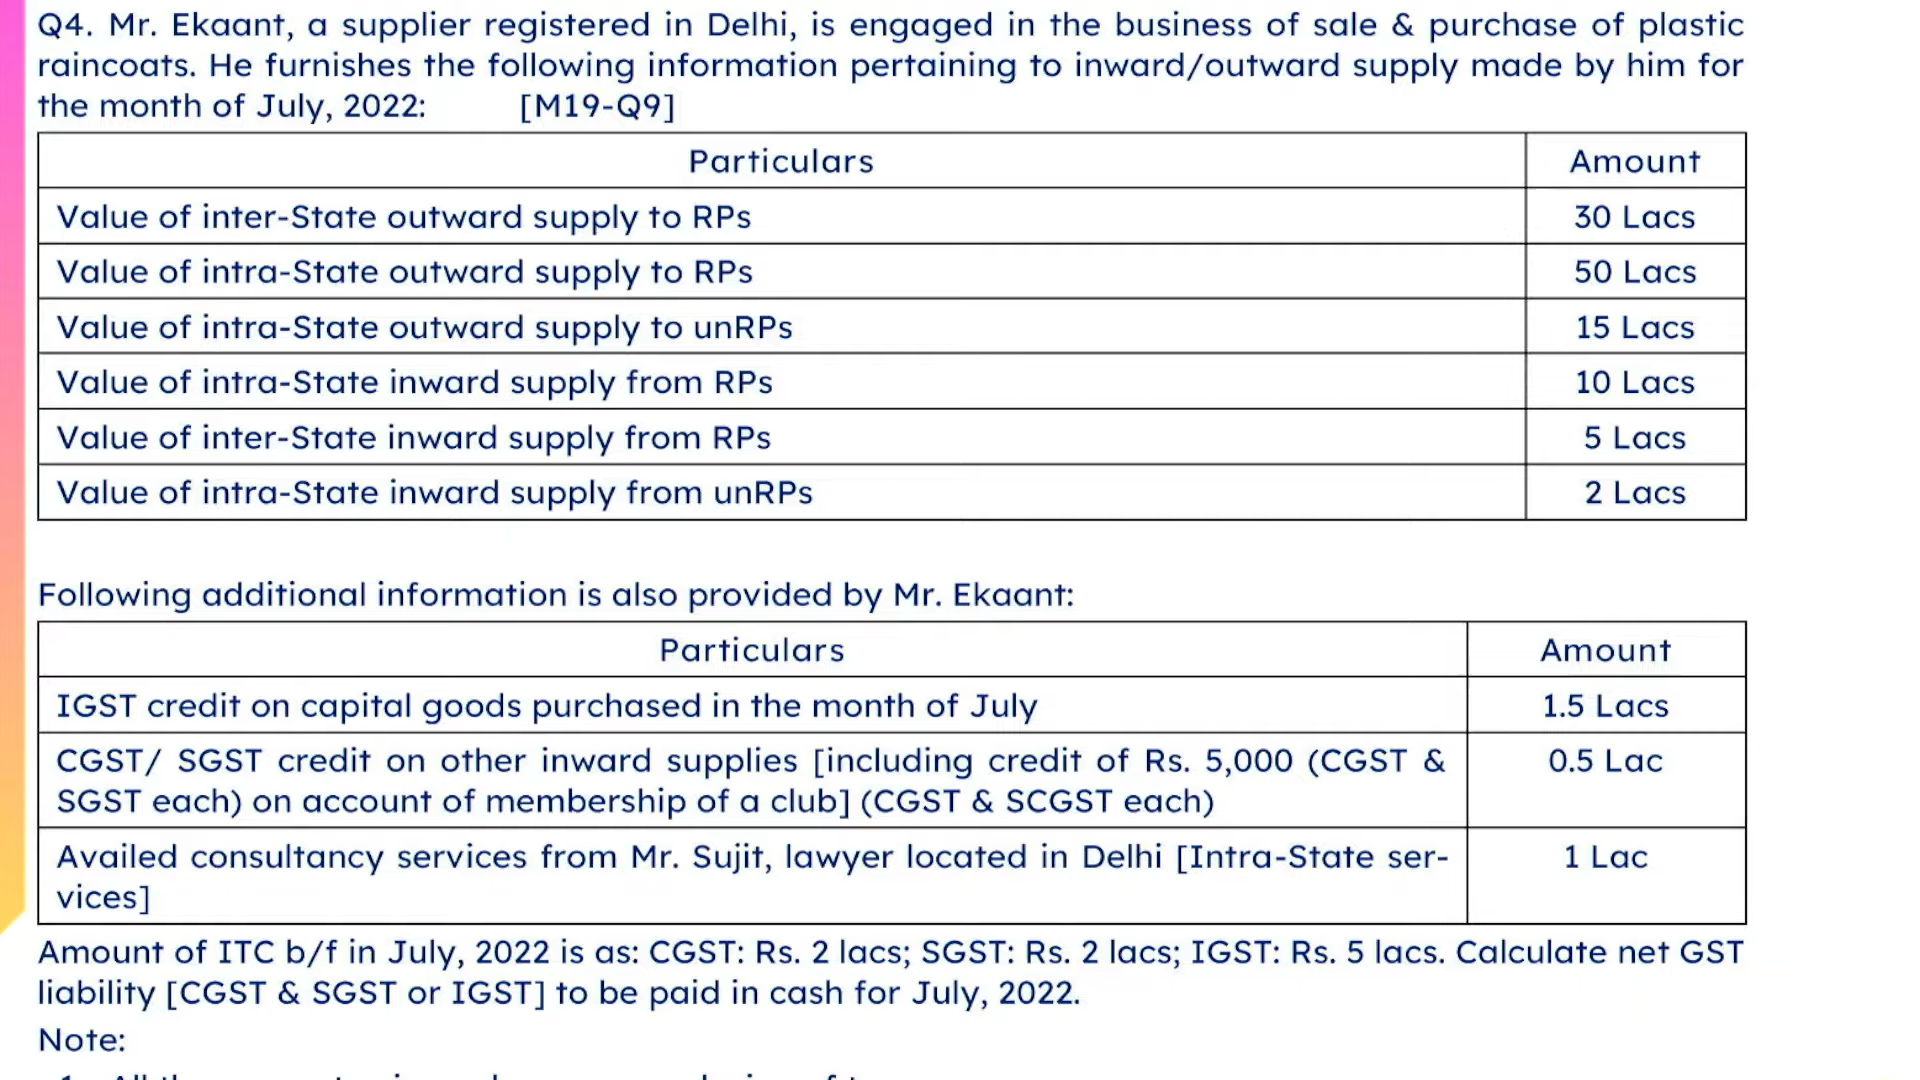 Q4. Mr. Ekaant, a supplier registered in Delhi, is engaged in the business of sale & purchase of plastic
raincoats. He furnishes the following information pertaining to inward/outward supply made by him for
the month of July, 2022: [M19-Q9]
Particulars Amount
Value of inter-State outward supply to RPs 30 Lacs
Value of intra-State outward supply to RPs 50 Lacs
Value of intra-State outward supply to unRPs 15 Lacs
Value of intra-State inward supply from RPs 10 Lacs
Value of inter-State inward supply from RPs 5 Lacs
Value of intra-State inward supply from unRPs 2 Lacs
Following additional information is also provided by Mr. Ekaant:
Particulars Amount
IGST credit on capital goods purchased in the month of July 1.5 Lacs
CGST/ SGST credit on other inward supplies [including credit of Rs. 5,000 (CGST & 0.5 Lac
SGST each) on account of membership of a club] (CGST & SCGST each)
Availed consultancy services from Mr. Sujit, lawyer located in Delhi [Intra-State ser- 1 Lac
vices]
Amount of ITC b/f in July, 2022 is as: CGST: Rs. 2 lacs; SGST: Rs. 2 lacs; IGST: Rs. 5 lacs. Calculate net GST
liability [CGST & SGST or IGST] to be paid in cash for July, 2022.
Note: